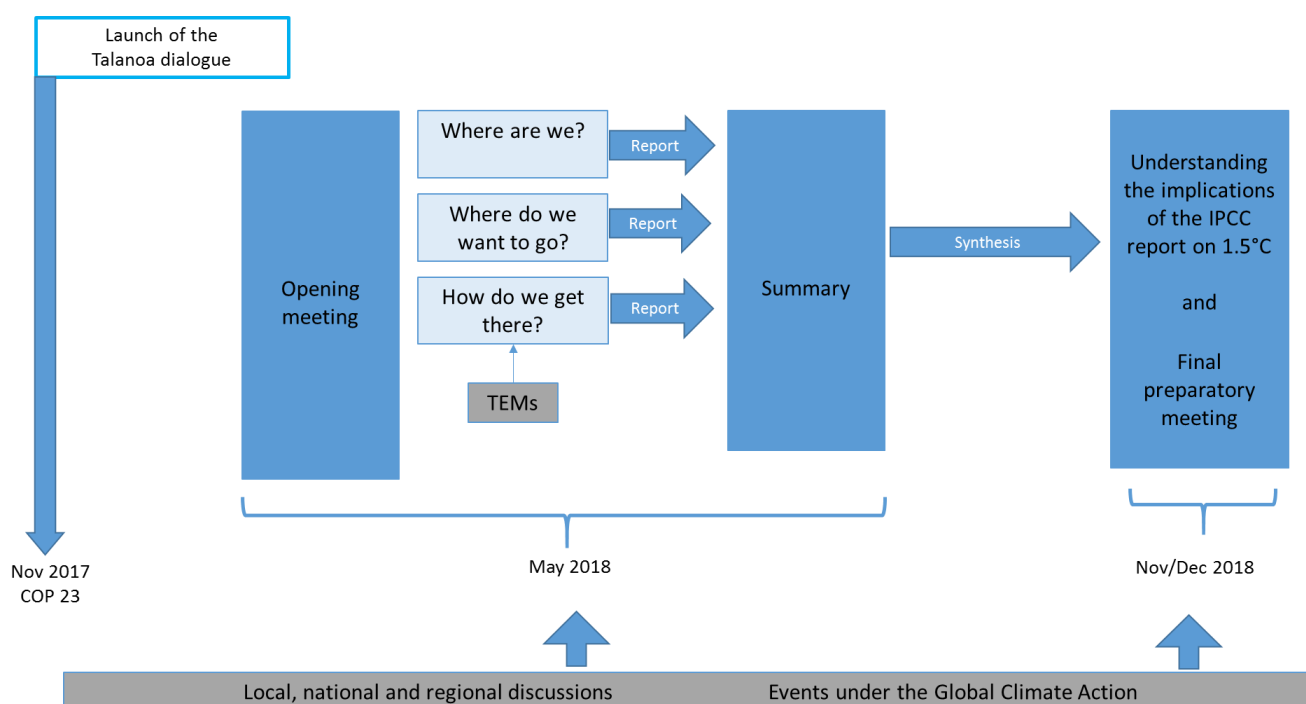 Launch of the
Talanoa dialogue
Nov 2017
COP 23
Opening
meeting
Where are we?
Report
Where do we
want to go?
Report
How do we get
there?
Report
TEMs
Summary
Synthesis
Understanding
the implications
of the IPCC
report on 1.5°C
and
Final
preparatory
meeting
May 2018
Nov/Dec 2018
Local, national and regional discussions
Events under the Global Climate Action